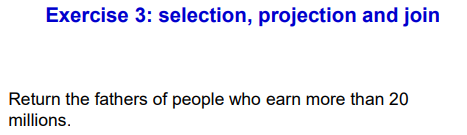 Exercise 3: selection, projection and join
Return the fathers of people who earn more than 20
millions.